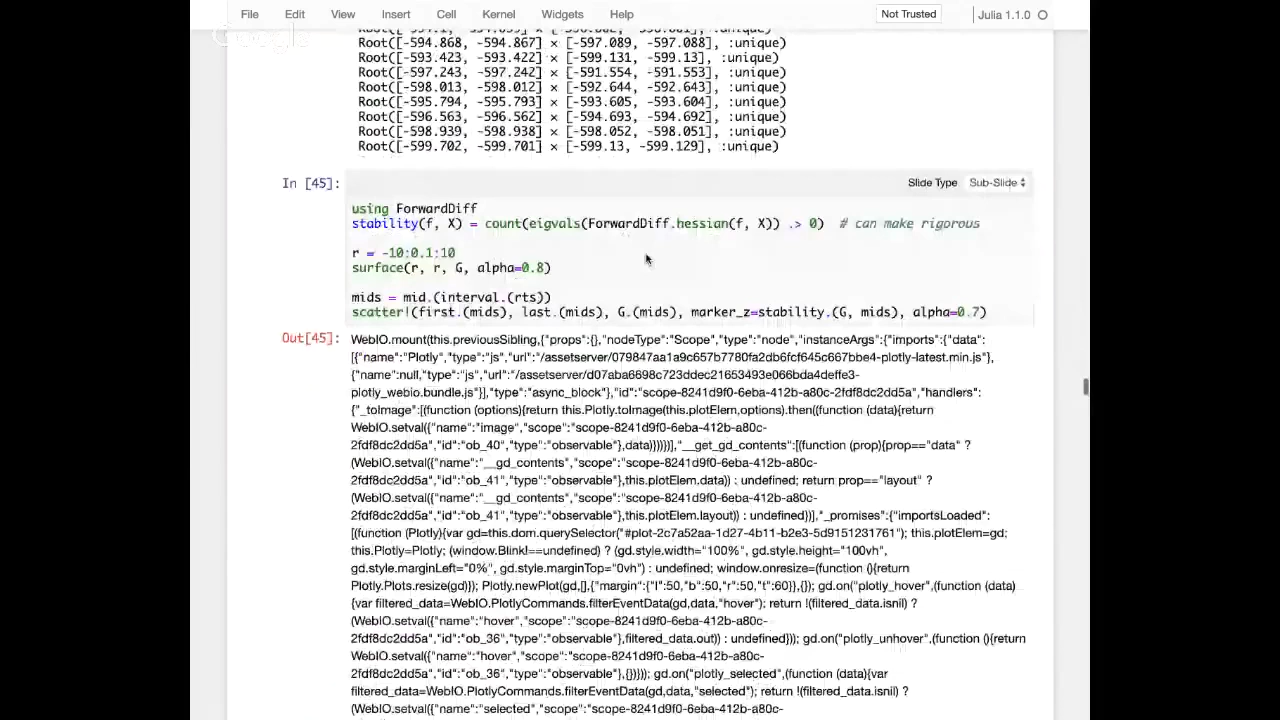 File Edit View Insert Cell Kernel Widgets Help Not Trusted Julia 1.1.0
Google
Root([-594.868, -594.867] × [-597.089, -597.088], :unique)
Root([-593.423, -593.422] × [-599.131, -599.13], :unique)
Root([-597.243, -597.242] × [-591.554, -591.553], :unique)
Root([-598.013, -598.012] × [-592.644, -592.643], :unique)
Root([-595.794, -595.793] × [-593.605, -593.604], :unique)
Root([-596.563, -596.562] × [-594.693, -594.692], :unique)
Root([-598.939, -598.938] × [-598.052, -598.051], :unique)
Root([-599.702, -599.701] × [-599.13, -599.129], :unique)
In [45]: Slide Type Sub-Slide
using ForwardDiff
stability(f, X) = count(eigvals(ForwardDiff.hessian(f, X)) .> 0) # can make rigorous
r = -10:0.1:10
surface(r, r, G, alpha=0.8)
mids = mid.(interval.(rts))
scatter!(first.(mids), last.(mids), G.(mids), marker_z=stability.(G, mids), alpha=0.7)
Out[45]: WebIO.mount(this.previousSibling,{"props":{},"nodeType":"Scope","type":"node","instanceArgs":{"imports":{"data":
[{"name":"Plotly","type":"js","url":"/assetserver/079847aa1a9c657b7780fa2db6fcf645c667bbe4-plotly-latest.min.js"},
{"name":null,"type":"js","url":"/assetserver/d07aba6698c723ddec21653493e066bda4deffe3-
plotly_webio.bundle.js"}],"type":"async_block"},"id":"scope-8241d9f0-6eba-412b-a80c-2fdf8dc2dd5a","handlers":
{"_toImage":[(function (options){return this.Plotly.toImage(this.plotElem,options).then((function (data){return
WebIO.setval({"name":"image","scope":"scope-8241d9f0-6eba-412b-a80c-
2fdf8dc2dd5a","id":"ob_40","type":"observable"},data)}))})],"__get_gd_contents":[(function (prop){prop=="data" ?
(WebIO.setval({"name":"__gd_contents","scope":"scope-8241d9f0-6eba-412b-a80c-
2fdf8dc2dd5a","id":"ob_41","type":"observable"},this.plotElem.data)) : undefined; return prop=="layout" ?
(WebIO.setval({"name":"__gd_contents","scope":"scope-8241d9f0-6eba-412b-a80c-
2fdf8dc2dd5a","id":"ob_41","type":"observable"},this.plotElem.layout)) : undefined})],"_promises":{"importsLoaded":
[(function (Plotly){var gd=this.dom.querySelector("#plot-2c7a52aa-1d27-4b11-b2e3-5d9151231761"); this.plotElem=gd;
this.Plotly=Plotly; (window.Blink!==undefined) ? (gd.style.width="100%", gd.style.height="100vh",
gd.style.marginLeft="0%", gd.style.marginTop="0vh") : undefined; window.onresize=(function (){return
Plotly.Plots.resize(gd)}); Plotly.newPlot(gd,[],{"margin":{"l":50,"b":50,"r":50,"t":60}},{}); gd.on("plotly_hover",(function (data)
{var filtered_data=WebIO.PlotlyCommands.filterEventData(gd,data,"hover"); return !(filtered_data.isnil) ?
(WebIO.setval({"name":"hover","scope":"scope-8241d9f0-6eba-412b-a80c-
2fdf8dc2dd5a","id":"ob_36","type":"observable"},filtered_data.out)) : undefined})); gd.on("plotly_unhover",(function (){return
WebIO.setval({"name":"hover","scope":"scope-8241d9f0-6eba-412b-a80c-
2fdf8dc2dd5a","id":"ob_36","type":"observable"},{})})); gd.on("plotly_selected",(function (data){var
filtered_data=WebIO.PlotlyCommands.filterEventData(gd,data,"selected"); return !(filtered_data.isnil) ?
(WebIO.setval({"name":"selected","scope":"scope-8241d9f0-6eba-412b-a80c-